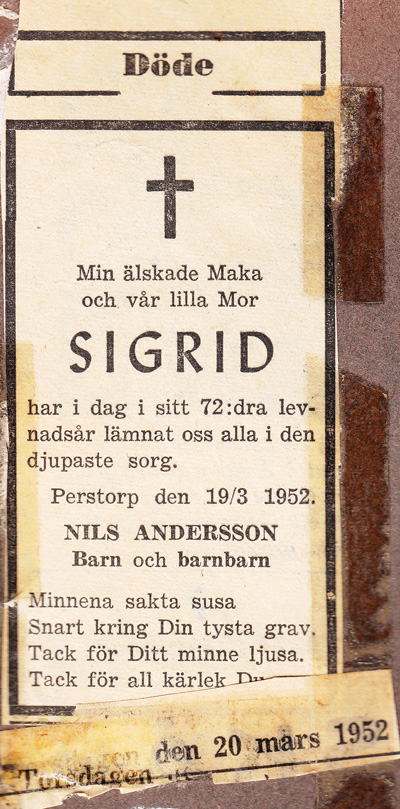 Döde
Min älskade Maka
och vår lilla Mor
SIGRID
har i dag i sitt 72:dra lev-
nadsår lämnat oss alla i den
djupaste sorg.
Perstorp den 19/3 1952.
NILS ANDERSSON
Barn och barnbarn
Minnena sakta susa
Snart kring Din tysta grav.
Tack för Ditt minne ljusa.
Tack för all kärlek
den 20 mars 1952
Torsdagen